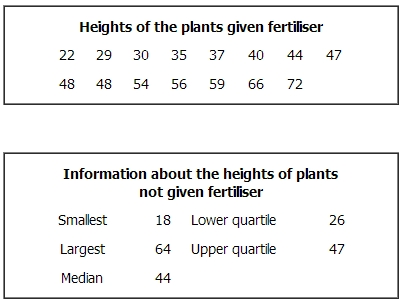 Heights of the plants given fertiliser
22 29 30 35 37 40 44 47
48 48 54 56 59 66 72
Information about the heights of plants
not given fertiliser
Smallest 18 Lower quartile 26
Largest 64 Upper quartile 47
Median 44